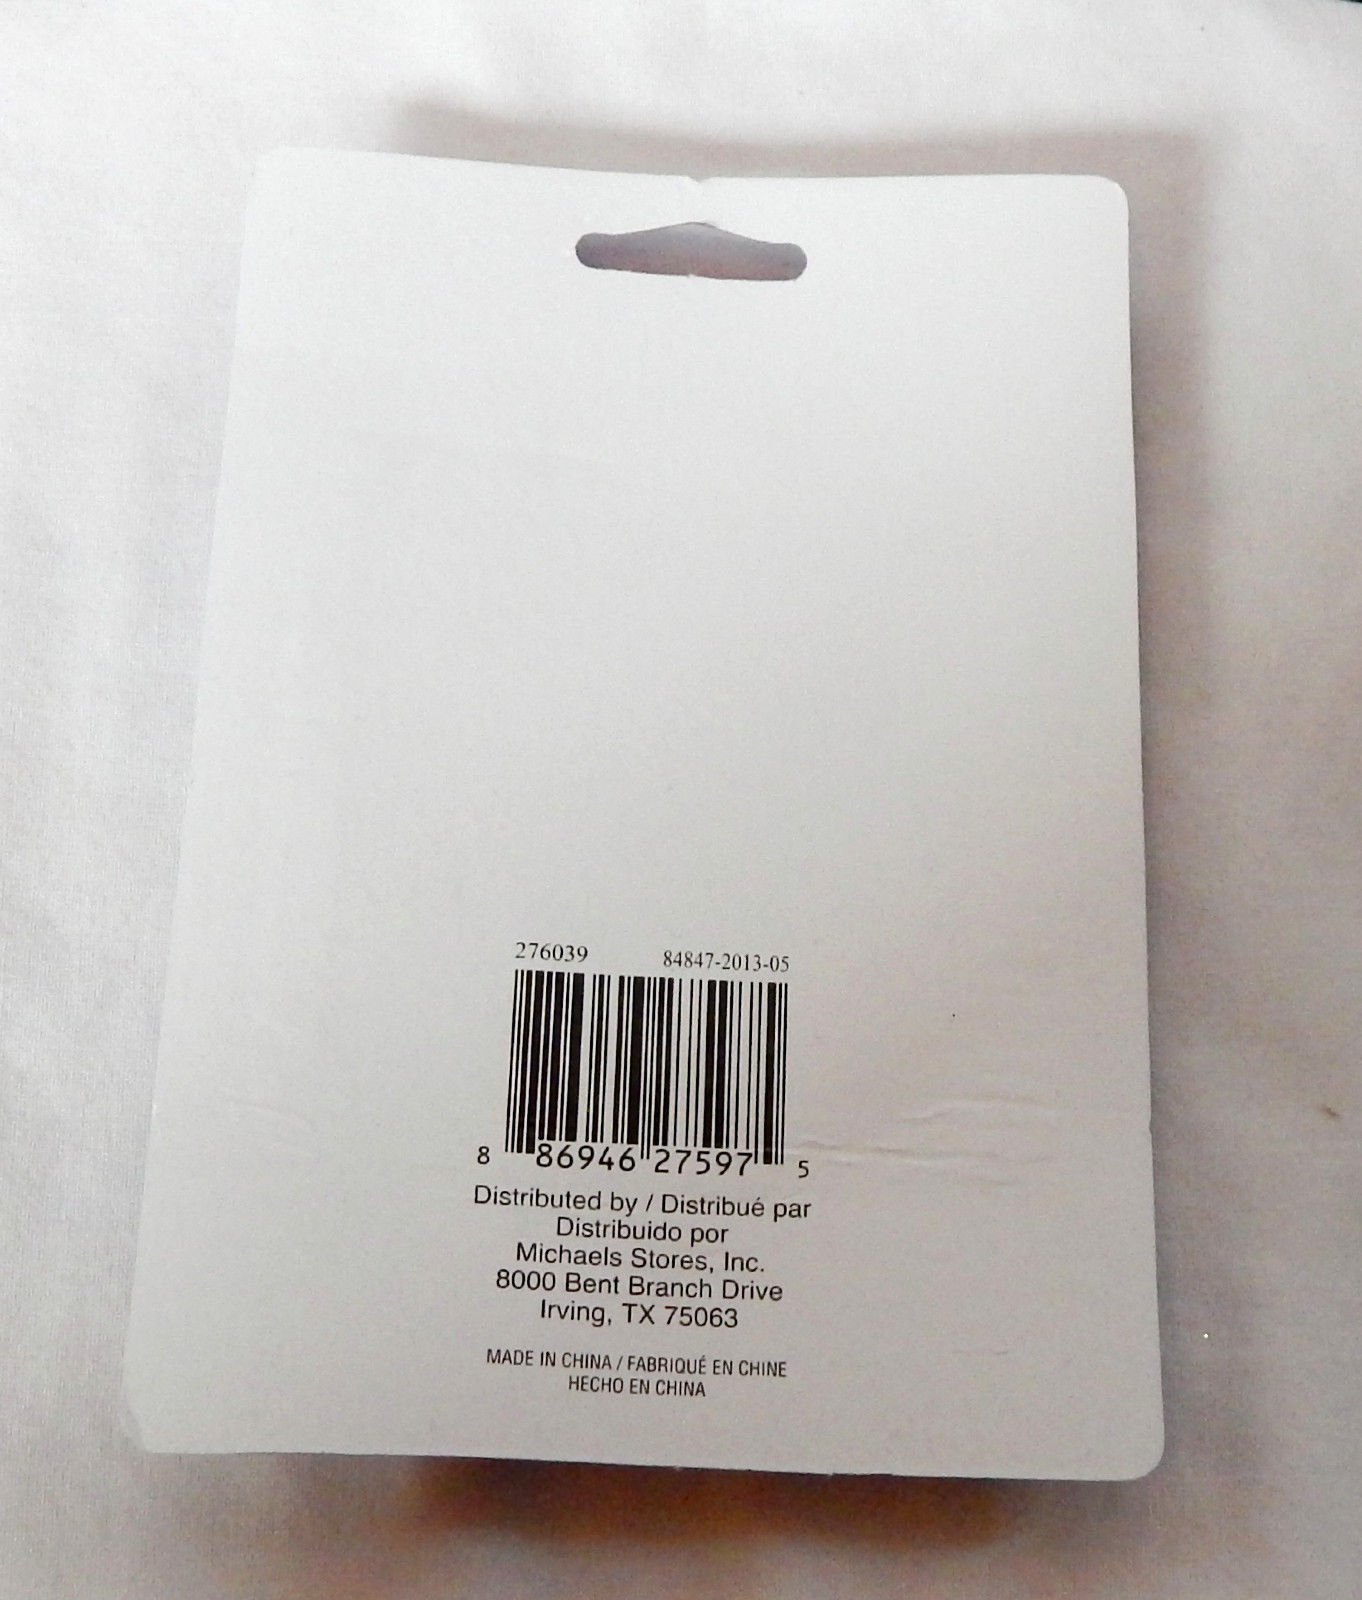 276039 84847-2013-05
8 86946 27597 5
Distributed by / Distribué par
Distribuido por
Michaels Stores, Inc.
8000 Bent Branch Drive
Irving, TX 75063
MADE IN CHINA / FABRIQUÉ EN CHINE
HECHO EN CHINA